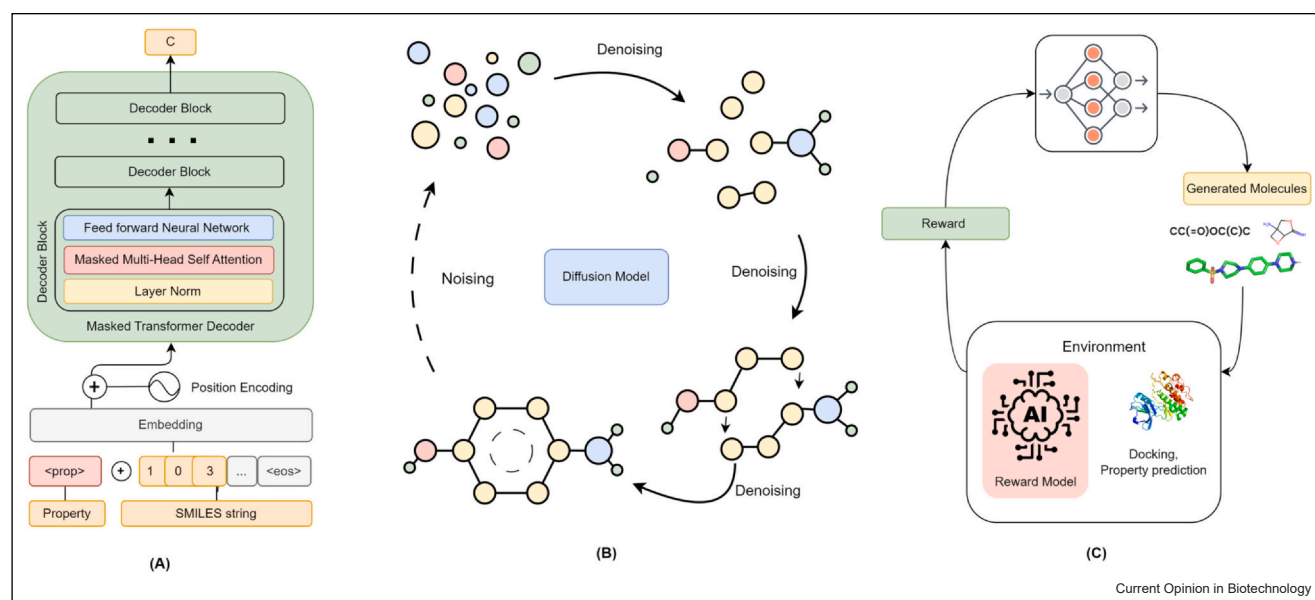 C
Decoder Block
. . .
Decoder Block
Feed forward Neural Network
Masked Multi-Head Self Attention
Layer Norm
Decoder Block
Masked Transformer Decoder
+
Position Encoding
Embedding
<prop> + 1 0 3 ... <eos>
Property
SMILES string
(A)
Denoising
Denoising
Diffusion Model
Noising
Denoising
(B)
Generated Molecules
CC(=O)OC(C)C
Reward
Environment
AI
Reward Model
Docking,
Property prediction
(C)
Current Opinion in Biotechnology